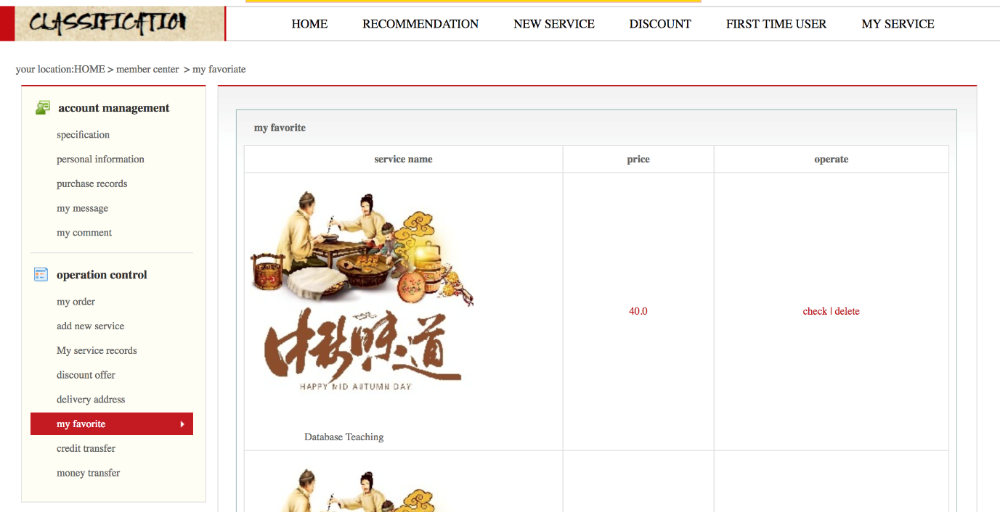 CLASSIFICATION
HOME RECOMMENDATION NEW SERVICE DISCOUNT FIRST TIME USER MY SERVICE
your location:HOME > member center > my favoriate
account management
specification
personal information
purchase records
my message
my comment
operation control
my order
add new service
My service records
discount offer
delivery address
my favorite
credit transfer
money transfer
my favorite
service name price operate
中秋味道
HAPPY MID AUTUMN DAY
40.0
check | delete
Database Teaching